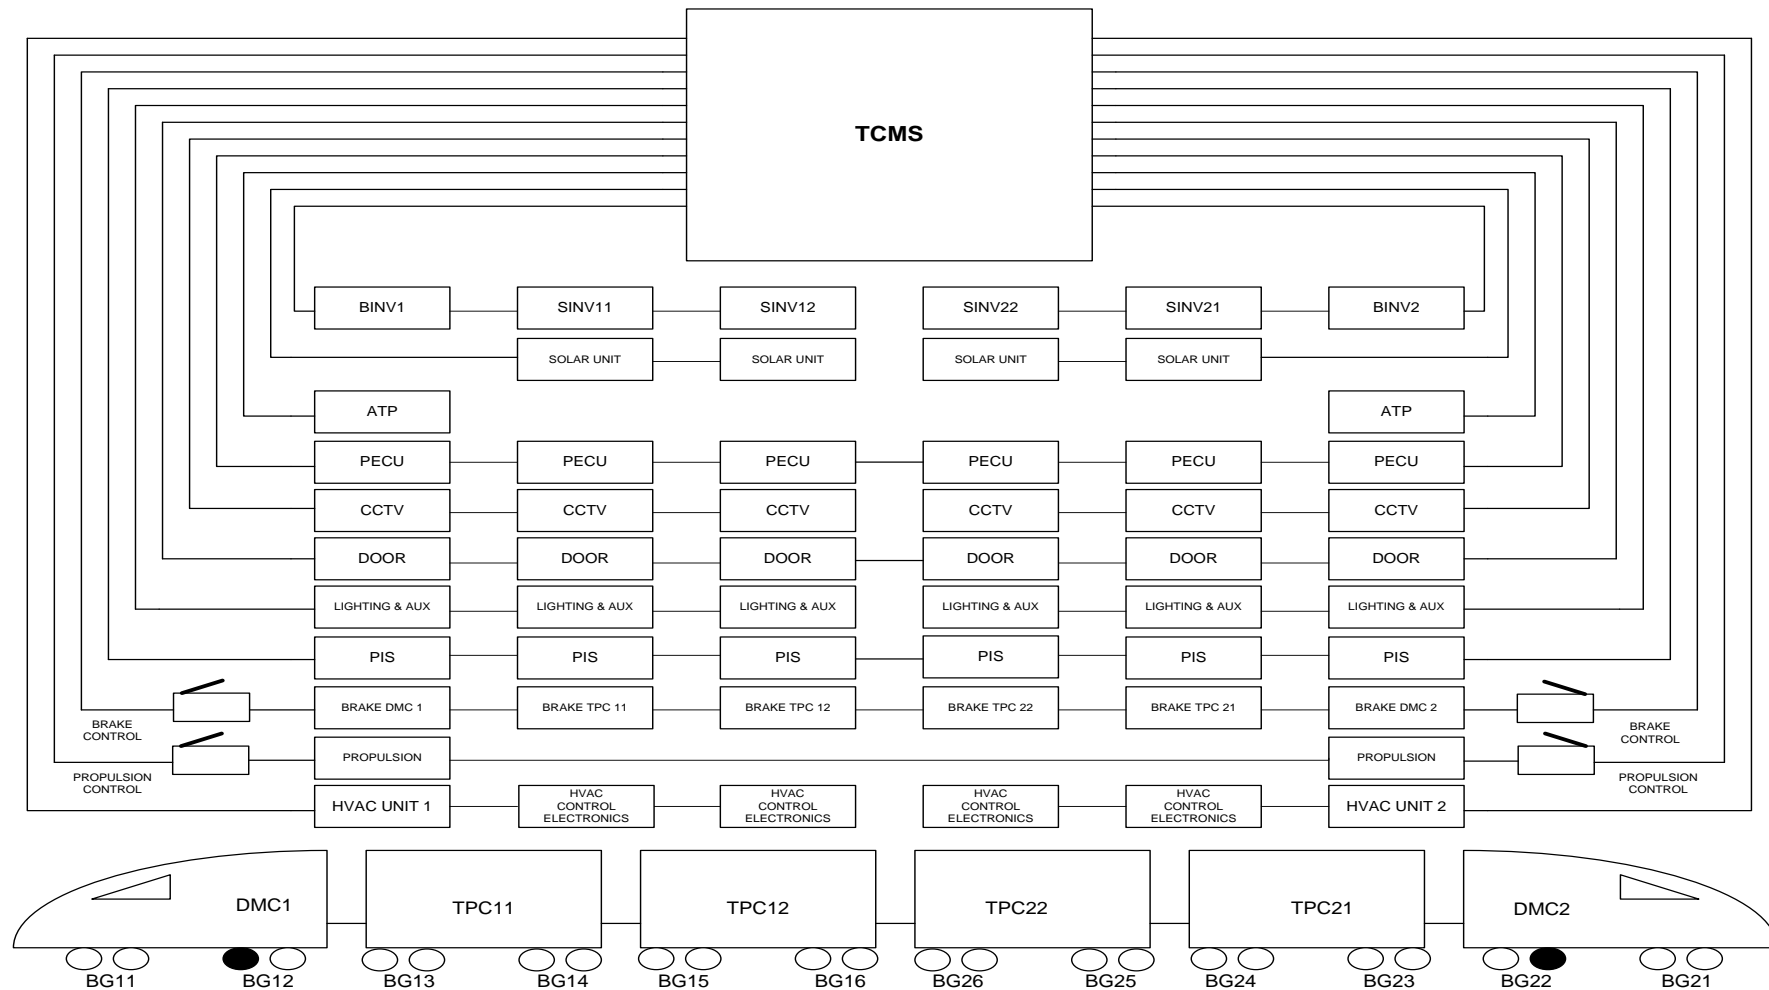 TCMS
BINV1 SINV11 SINV12 SINV22 SINV21 BINV2
SOLAR UNIT SOLAR UNIT SOLAR UNIT SOLAR UNIT
ATP ATP
PECU PECU PECU PECU PECU PECU
CCTV CCTV CCTV CCTV CCTV CCTV
DOOR DOOR DOOR DOOR DOOR DOOR
LIGHTING & AUX LIGHTING & AUX LIGHTING & AUX LIGHTING & AUX LIGHTING & AUX LIGHTING & AUX
PIS PIS PIS PIS PIS PIS
BRAKE DMC 1 BRAKE TPC 11 BRAKE TPC 12 BRAKE TPC 22 BRAKE TPC 21 BRAKE DMC 2
BRAKE
CONTROL
BRAKE
CONTROL
PROPULSION PROPULSION
PROPULSION
CONTROL
PROPULSION
CONTROL
HVAC UNIT 1
HVAC
CONTROL
ELECTRONICS
HVAC
CONTROL
ELECTRONICS
HVAC
CONTROL
ELECTRONICS
HVAC
CONTROL
ELECTRONICS
HVAC UNIT 2
DMC1 TPC11 TPC12 TPC22 TPC21 DMC2
BG11 BG12 BG13 BG14 BG15 BG16 BG26 BG25 BG24 BG23 BG22 BG21